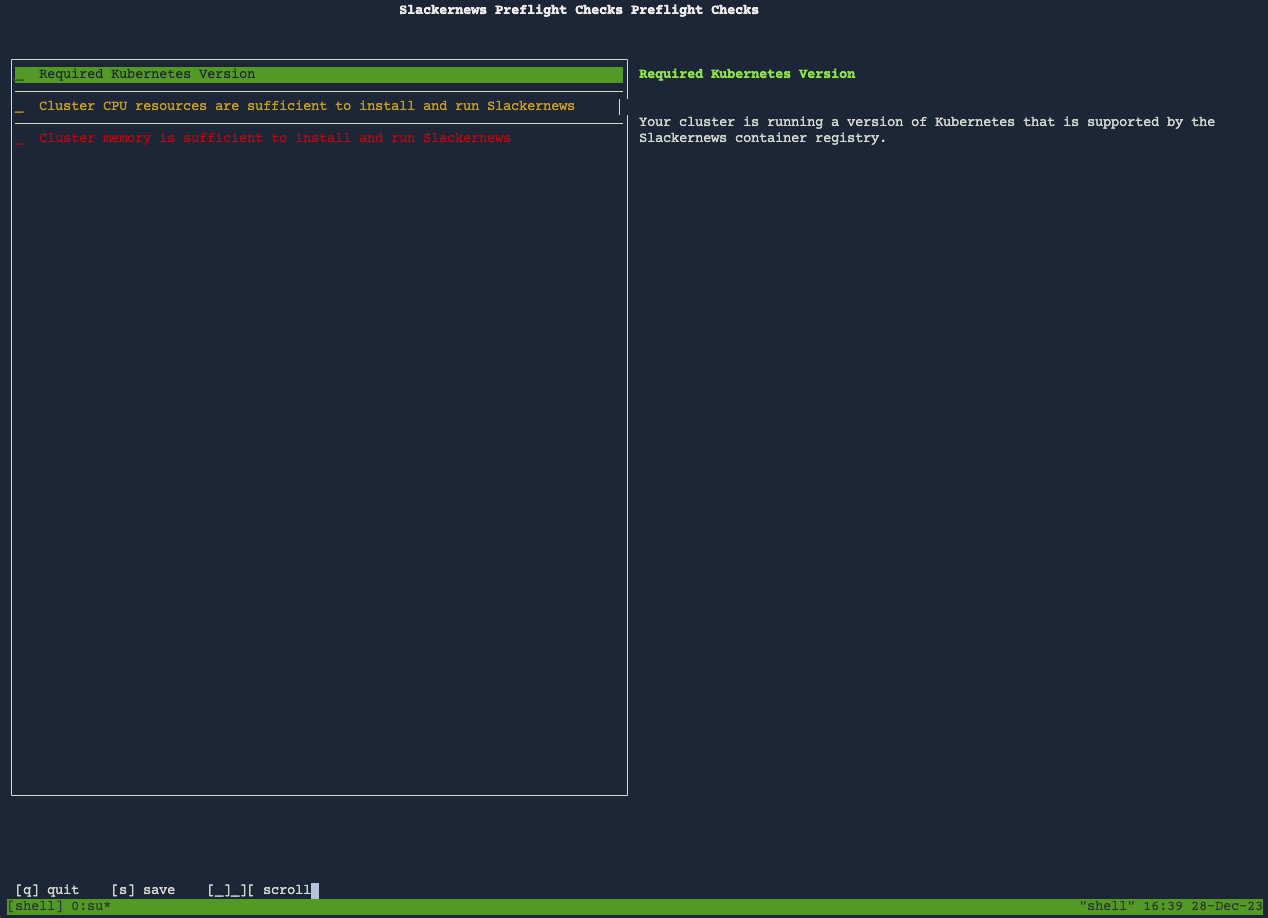 Slackernews Preflight Checks Preflight Checks
_ Required Kubernetes Version
_ Cluster CPU resources are sufficient to install and run Slackernews
_ Cluster memory is sufficient to install and run Slackernews
Required Kubernetes Version
Your cluster is running a version of Kubernetes that is supported by the
Slackernews container registry.
[q] quit    [s] save    [_]_][ scroll
[shell] 0:su*    "shell" 16:39 28-Dec-23